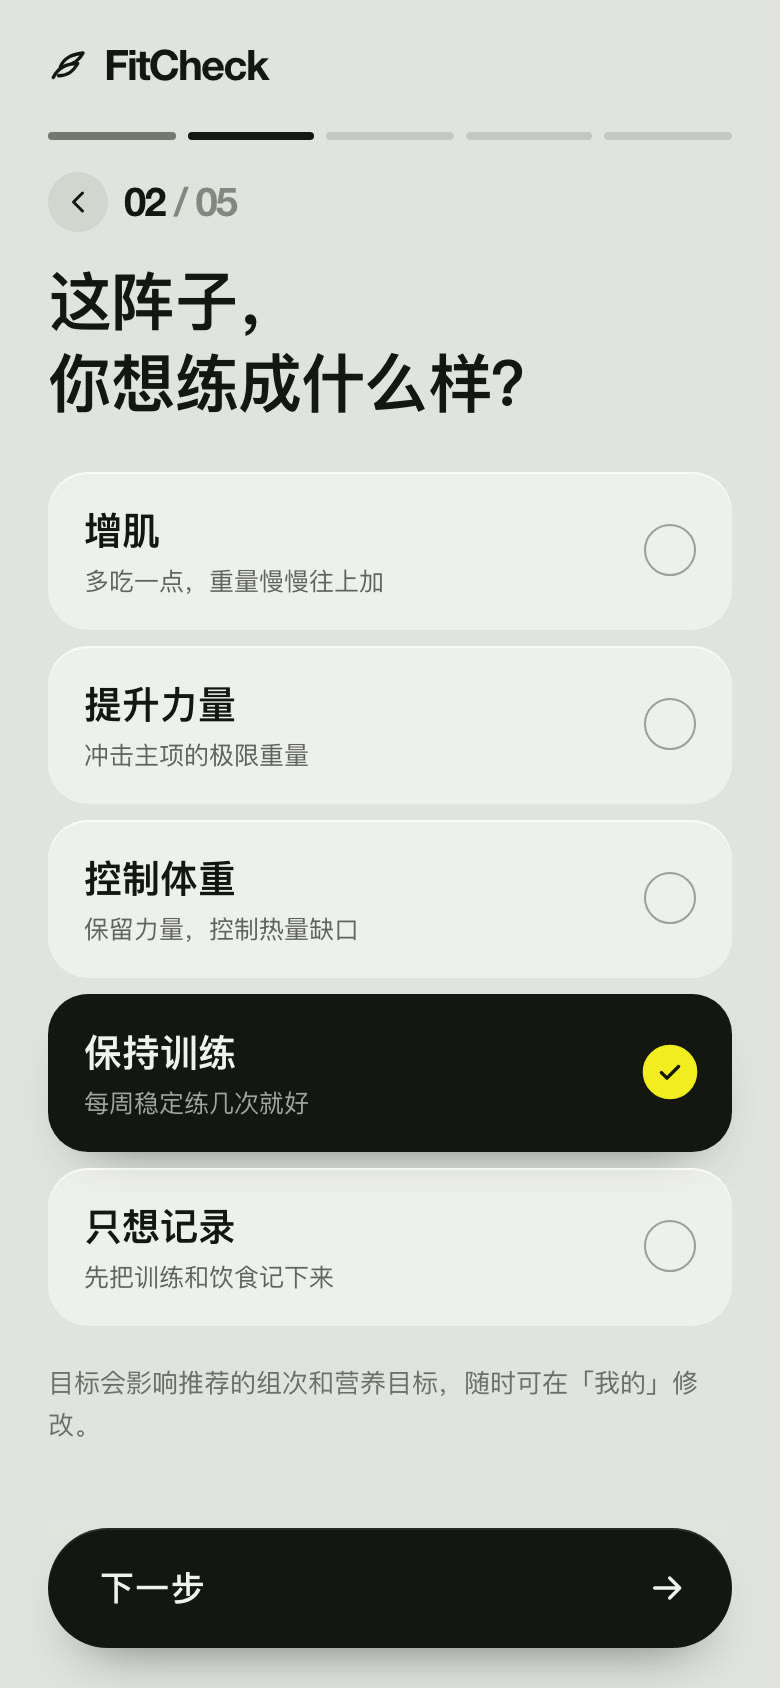 FitCheck
02 / 05
这阵子，
你想练成什么样？
增肌
多吃一点，重量慢慢往上加
提升力量
冲击主项的极限重量
控制体重
保留力量，控制热量缺口
保持训练
每周稳定练几次就好
只想记录
先把训练和饮食记下来
目标会影响推荐的组次和营养目标，随时可在「我的」修
改。
下一步